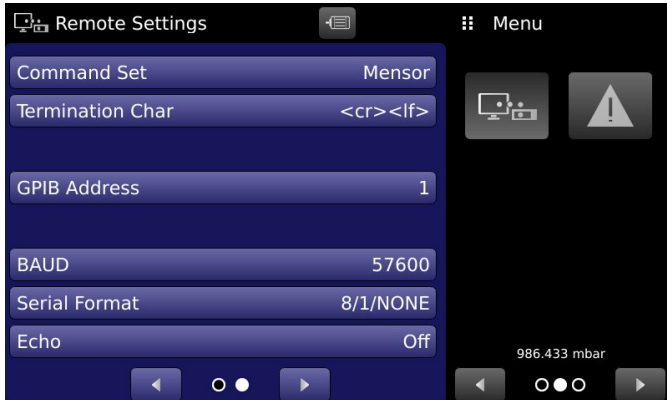 Remote Settings
Menu
Command Set Mensor
Termination Char <cr><lf>
GPIB Address 1
BAUD 57600
Serial Format 8/1/NONE
Echo Off
986.433 mbar